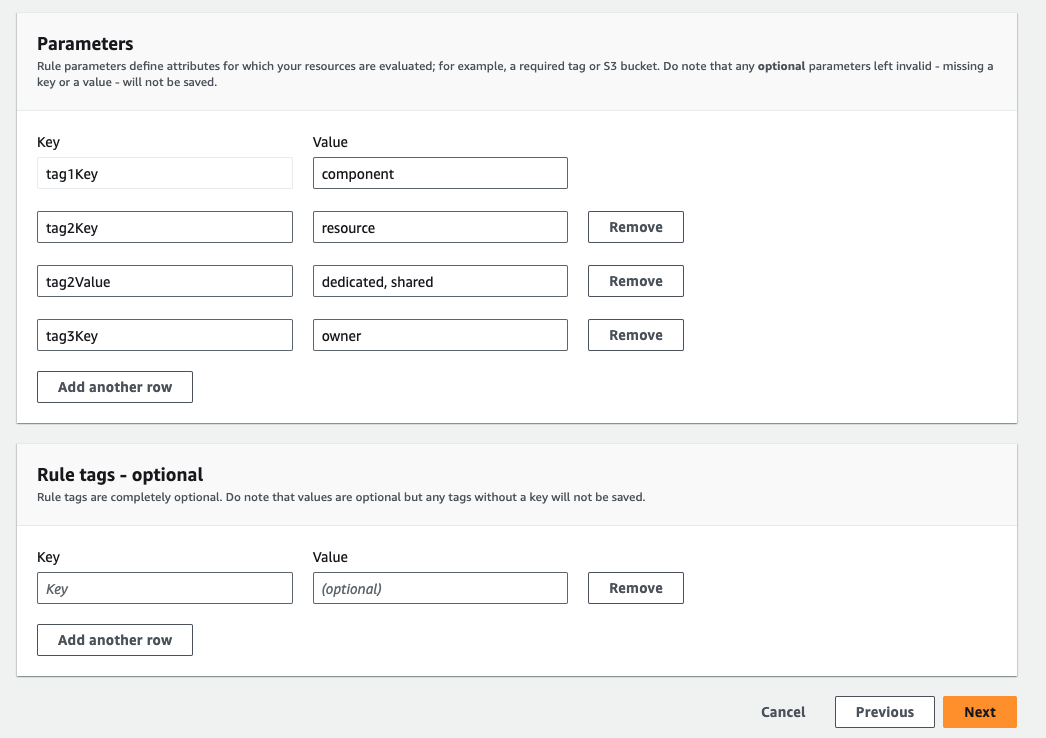 Parameters
Rule parameters define attributes for which your resources are evaluated; for example, a required tag or S3 bucket. Do note that any optional parameters left invalid - missing a
key or a value - will not be saved.
Key Value
tag1Key component
tag2Key resource Remove
tag2Value dedicated, shared Remove
tag3Key owner Remove
Add another row
Rule tags - optional
Rule tags are completely optional. Do note that values are optional but any tags without a key will not be saved.
Key Value
Key (optional) Remove
Add another row
Cancel Previous Next